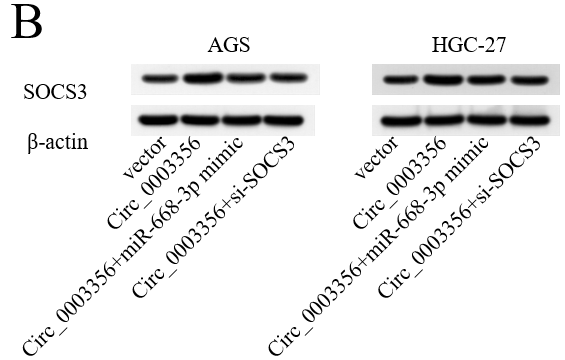 B
AGS
HGC-27
SOCS3
β-actin
vector
Circ_0003356
Circ_0003356+miR-668-3p mimic
Circ_0003356+si-SOCS3
vector
Circ_0003356
Circ_0003356+miR-668-3p mimic
Circ_0003356+si-SOCS3